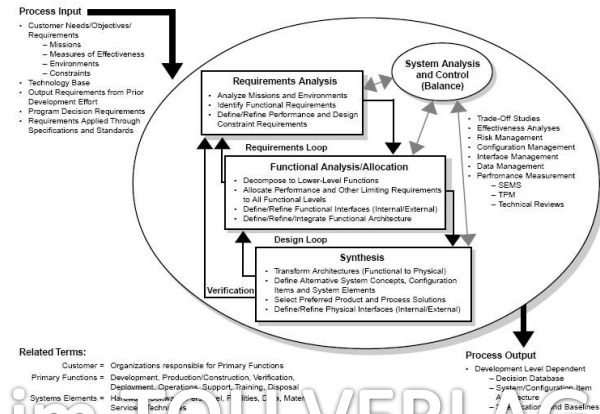 Process Input
• Customer Needs/Objectives/
Requirements
– Missions
– Measures of Effectiveness
– Environments
– Constraints
• Technology Base
• Output Requirements from Prior
Development Effort
• Program Decision Requirements
• Requirements Applied Through
Specifications and Standards
System Analysis
and Control
(Balance)
Requirements Analysis
• Analyze Missions and Environments
• Identify Functional Requirements
• Define/Refine Performance and Design
Constraint Requirements
• Trade-Off Studies
• Effectiveness Analyses
• Risk Management
• Configuration Management
• Interface Management
• Data Management
• Perfromance Measurement
– SEMS
– TPM
– Technical Reviews
Requirements Loop
Functional Analysis/Allocation
• Decompose to Lower-Level Functions
• Allocate Performance and Other Limiting Requirements
to All Functional Levels
• Define/Refine Functional Interfaces (Internal/External)
• Define/Refine/Integrate Functional Architecture
Design Loop
Synthesis
• Transform Architectures (Functional to Physical)
• Define Alternative System Concepts, Configuration
Items and System Elements
• Select Preferred Product and Process Solutions
• Define/Refine Physical Interfaces (Internal/External)
Verification
Related Terms:
Customer = Organizations responsible for Primary Functions
Primary Functions = Development, Production/Construction, Verification,
Deployment, Operations, Support, Training, Disposal
Systems Elements =
Process Output
• Development Level Dependent
– Decision Database
– System/Configuration Item
and Baselines